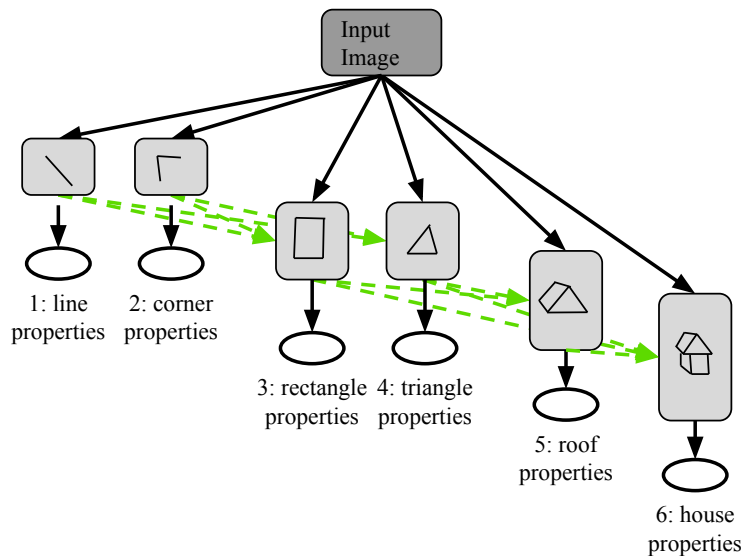 Input
Image
1: line
properties
2: corner
properties
3: rectangle
properties
4: triangle
properties
5: roof
properties
6: house
properties